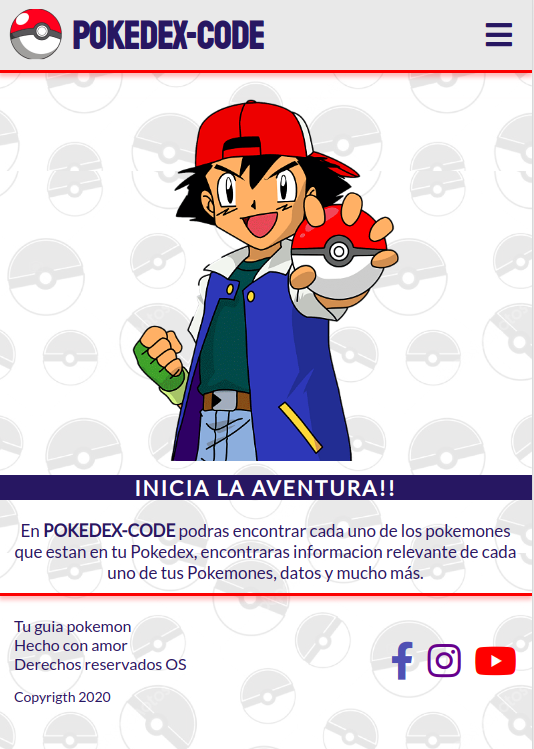 POKEDEX-CODE
INICIA LA AVENTURA!!
En POKEDEX-CODE podras encontrar cada uno de los pokemones
que estan en tu Pokedex, encontraras informacion relevante de cada
uno de tus Pokemones, datos y mucho más.
Tu guia pokemon
Hecho con amor
Derechos reservados OS
Copyrigth 2020